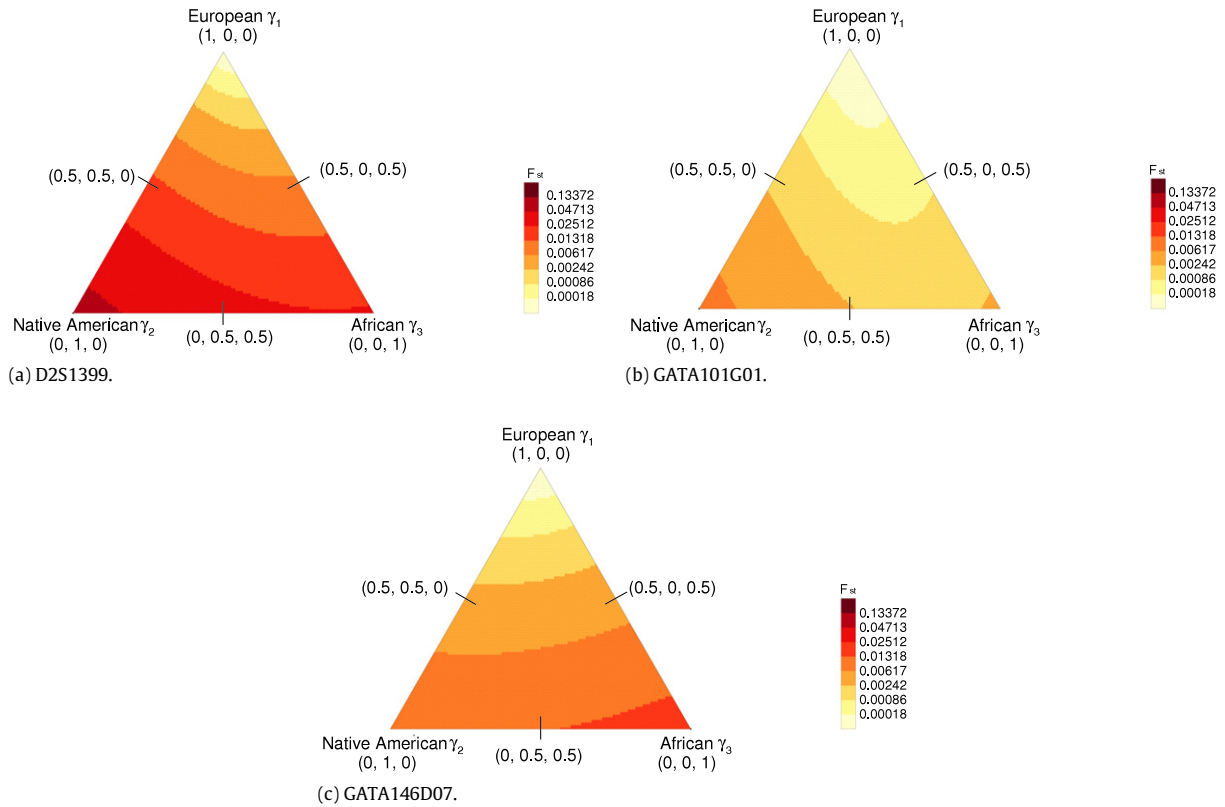 European γ₁
(1, 0, 0)
(0.5, 0.5, 0)
(0.5, 0, 0.5)
Native American γ₂
(0, 1, 0)
(0, 0.5, 0.5)
African γ₃
(0, 0, 1)
F st
0.13372
0.04713
0.02512
0.01318
0.00617
0.00242
0.00086
0.00018
(a) D2S1399.
European γ₁
(1, 0, 0)
(0.5, 0.5, 0)
(0.5, 0, 0.5)
Native American γ₂
(0, 1, 0)
(0, 0.5, 0.5)
African γ₃
(0, 0, 1)
F st
0.13372
0.04713
0.02512
0.01318
0.00617
0.00242
0.00086
0.00018
(b) GATA101G01.
European γ₁
(1, 0, 0)
(0.5, 0.5, 0)
(0.5, 0, 0.5)
Native American γ₂
(0, 1, 0)
(0, 0.5, 0.5)
African γ₃
(0, 0, 1)
F st
0.13372
0.04713
0.02512
0.01318
0.00617
0.00242
0.00086
0.00018
(c) GATA146D07.